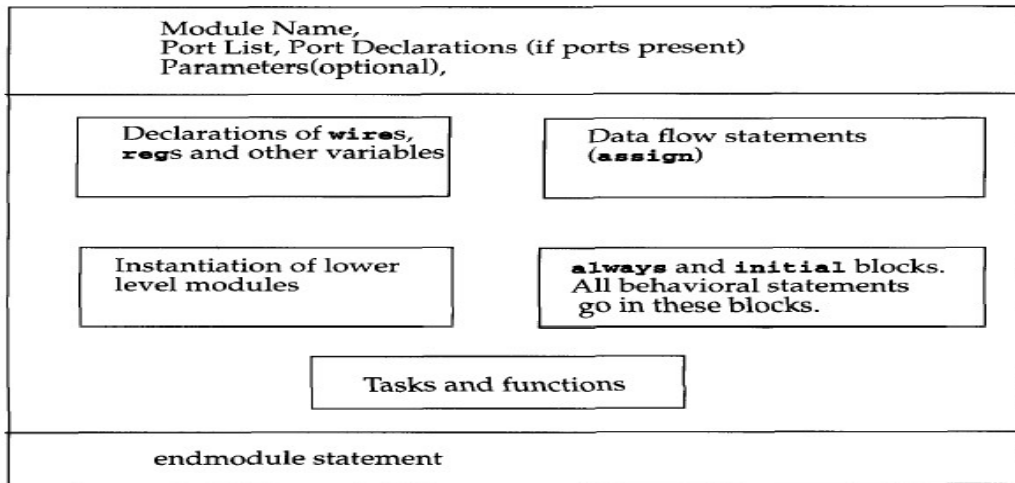 Module Name,
Port List, Port Declarations (if ports present)
Parameters(optional),
Declarations of wires,
regs and other variables
Data flow statements
(assign)
Instantiation of lower
level modules
always and initial blocks.
All behavioral statements
go in these blocks.
Tasks and functions
endmodule statement